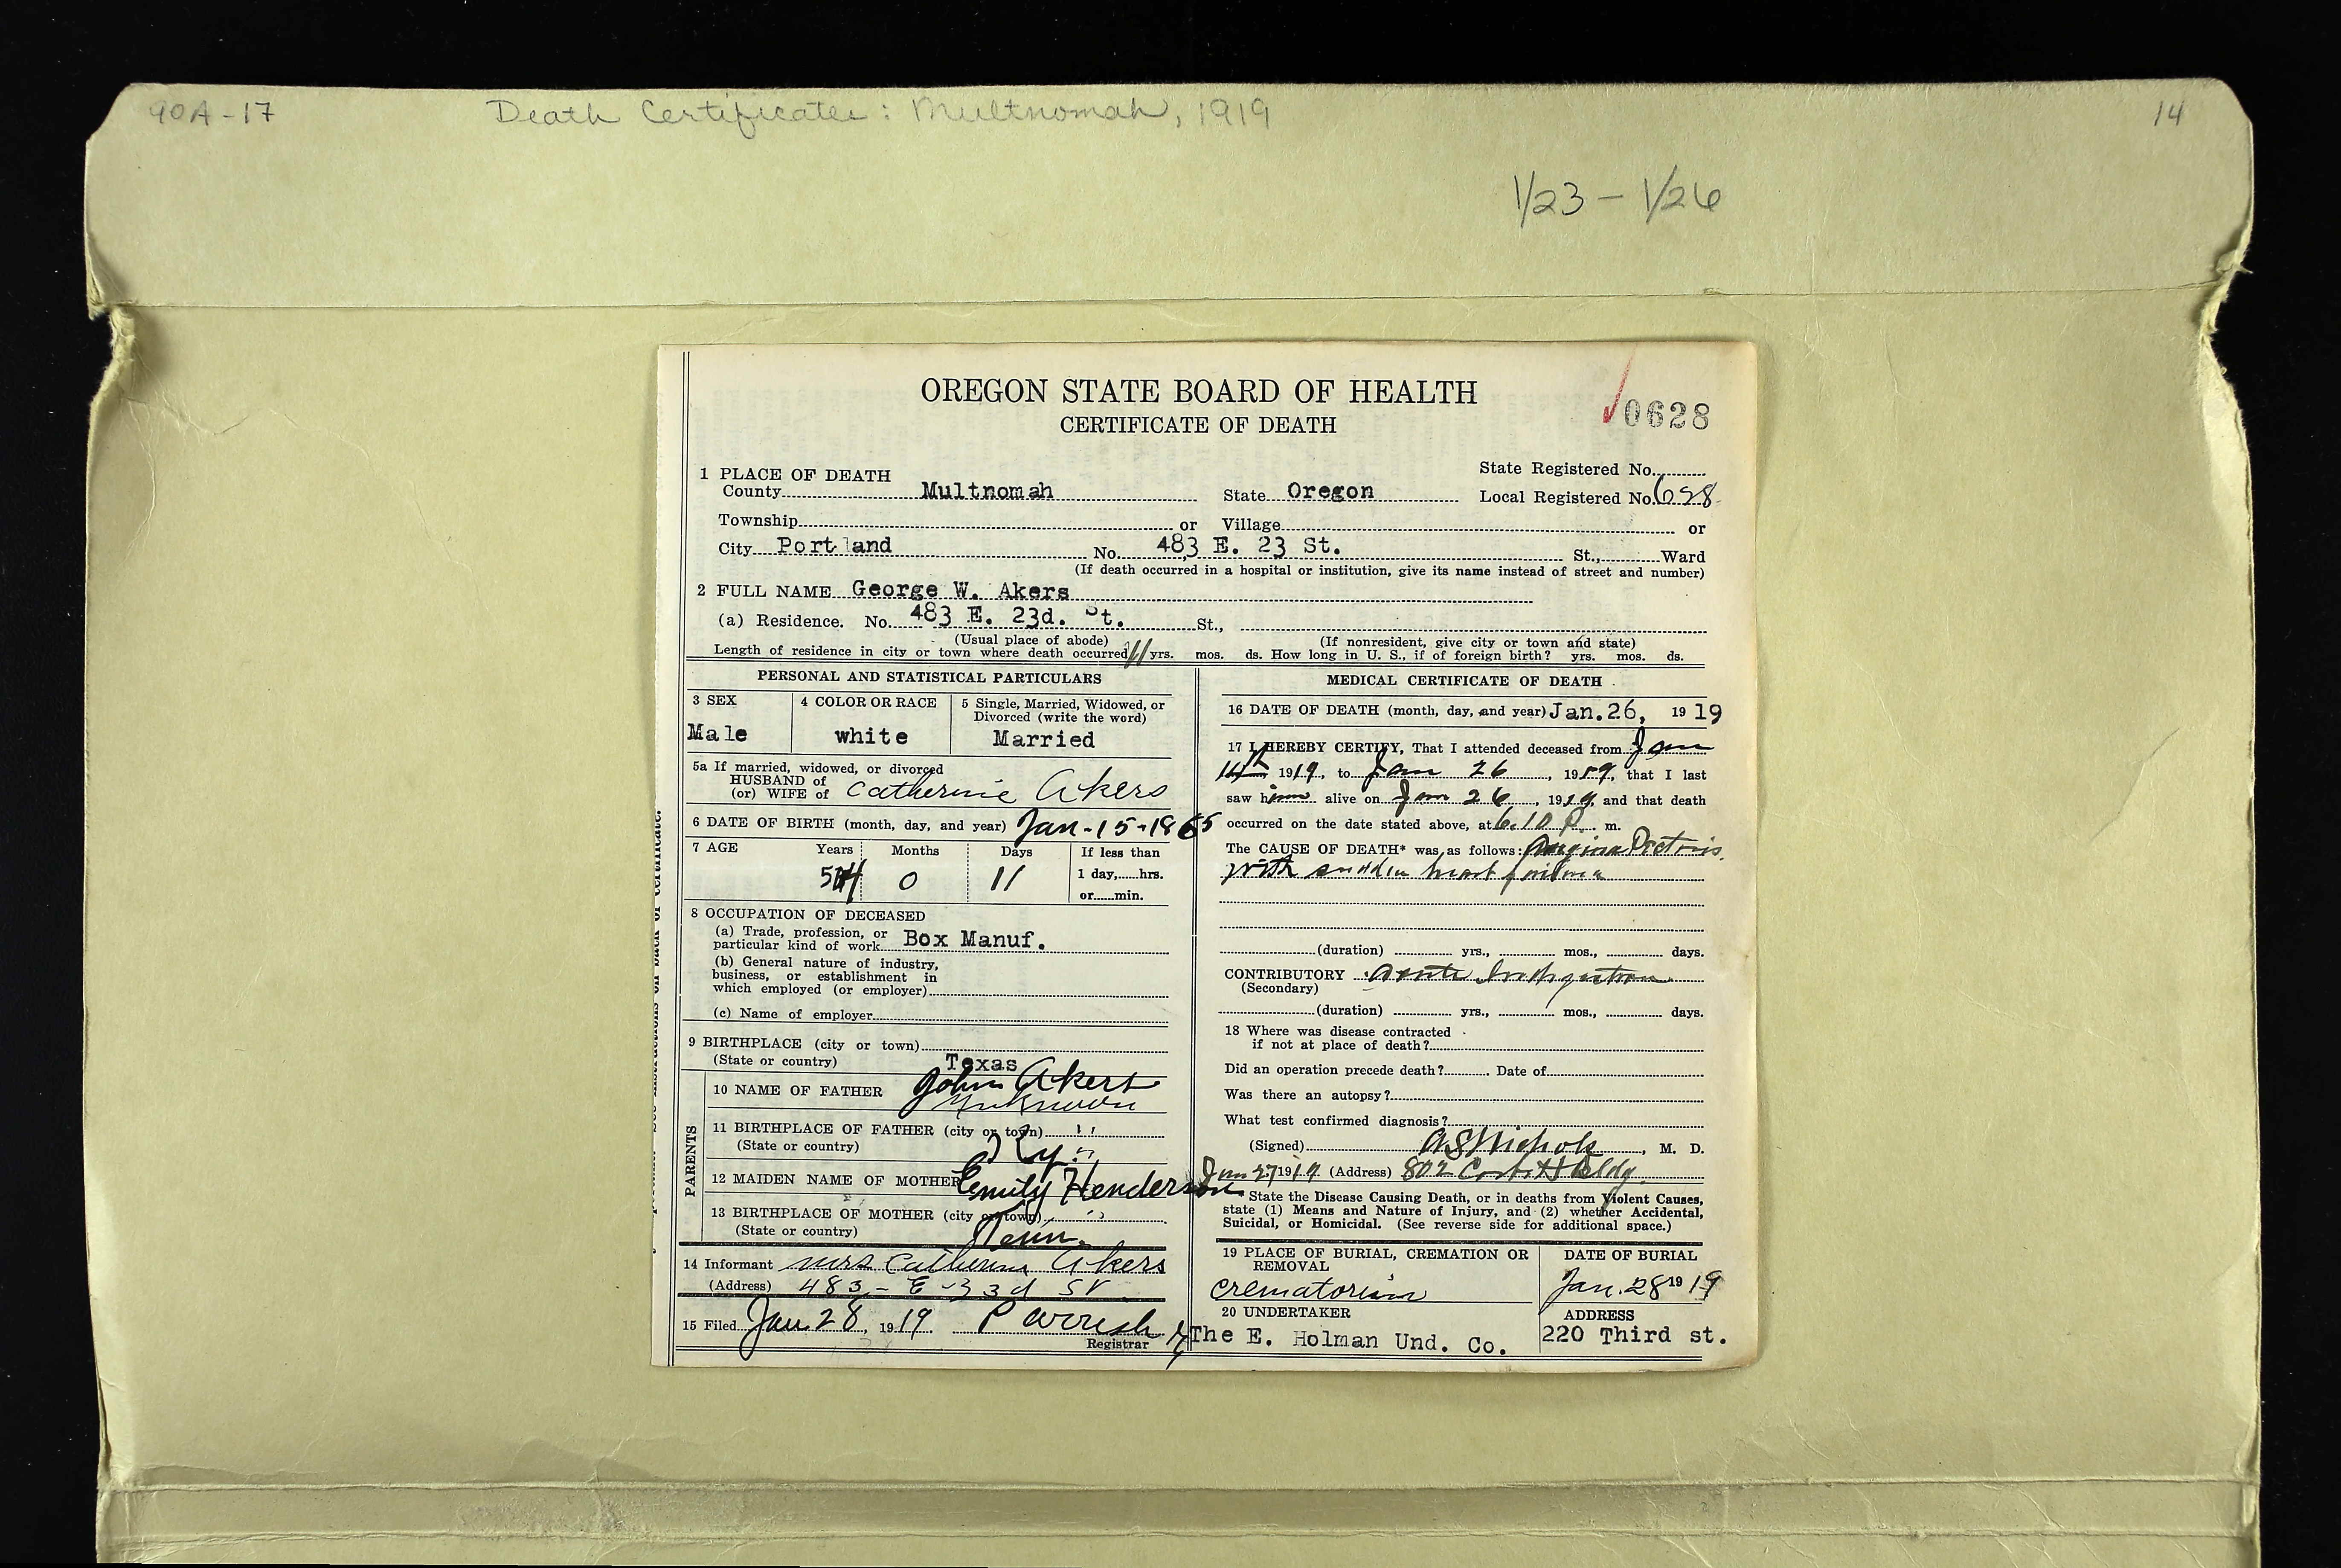 90A-17 Death Certificates: Multnomah, 1919 14
1/23 - 1/26
OREGON STATE BOARD OF HEALTH
CERTIFICATE OF DEATH
0628
1 PLACE OF DEATH State Registered No.
County Multnomah State Oregon Local Registered No. 628
Township or Village or
City Portland No. 483 E. 23 St. St., Ward
(If death occurred in a hospital or institution, give its name instead of street and number)
2 FULL NAME George W. Akers
(a) Residence. No. 483 E. 23d. St. St.,
(Usual place of abode) (If nonresident, give city or town and state)
Length of residence in city or town where death occurred 11 yrs. mos. ds. How long in U. S., if of foreign birth? yrs. mos. ds.
PERSONAL AND STATISTICAL PARTICULARS
3 SEX 4 COLOR OR RACE 5 Single, Married, Widowed, or
Divorced (write the word)
Male white Married
5a If married, widowed, or divorced
HUSBAND of
(or) WIFE of Catherine Akers
6 DATE OF BIRTH (month, day, and year) Jan-15-1865
7 AGE Years Months Days If less than
54 0 11 1 day,......hrs.
or......min.
8 OCCUPATION OF DECEASED
(a) Trade, profession, or
particular kind of work Box Manuf.
(b) General nature of industry,
business, or establishment in
which employed (or employer)
(c) Name of employer
9 BIRTHPLACE (city or town)
(State or country) Texas
PARENTS
10 NAME OF FATHER John Akers
Unknown
11 BIRTHPLACE OF FATHER (city or town) "
(State or country) Ky.
12 MAIDEN NAME OF MOTHER Emily Henderson
13 BIRTHPLACE OF MOTHER (city or town) "
(State or country) Tenn.
14 Informant Mrs Catherine Akers
(Address) 483 - E - 23d St.
15 Filed Jan. 28, 1919 Parrish
Registrar
MEDICAL CERTIFICATE OF DEATH
16 DATE OF DEATH (month, day, and year) Jan. 26, 1919
17 I HEREBY CERTIFY, That I attended deceased from Jan
14th 1919, to Jan 26, 1919, that I last
saw him alive on Jan 26, 1919, and that death
occurred on the date stated above, at 6.10 P. m.
The CAUSE OF DEATH* was as follows: Angina Pectoris
with sudden heart failure
(duration) yrs., mos., days.
CONTRIBUTORY Acute Indigestion
(Secondary)
(duration) yrs., mos., days.
18 Where was disease contracted
if not at place of death?
Did an operation precede death? Date of
Was there an autopsy?
What test confirmed diagnosis?
(Signed) A S Nichols, M. D.
Jan 27 1919 (Address) 802 Corbett Bldg.
State the Disease Causing Death, or in deaths from Violent Causes,
state (1) Means and Nature of Injury, and (2) whether Accidental,
Suicidal, or Homicidal. (See reverse side for additional space.)
19 PLACE OF BURIAL, CREMATION OR
REMOVAL
DATE OF BURIAL
Crematorium Jan. 28 1919
20 UNDERTAKER ADDRESS
The E. Holman Und. Co. 220 Third st.